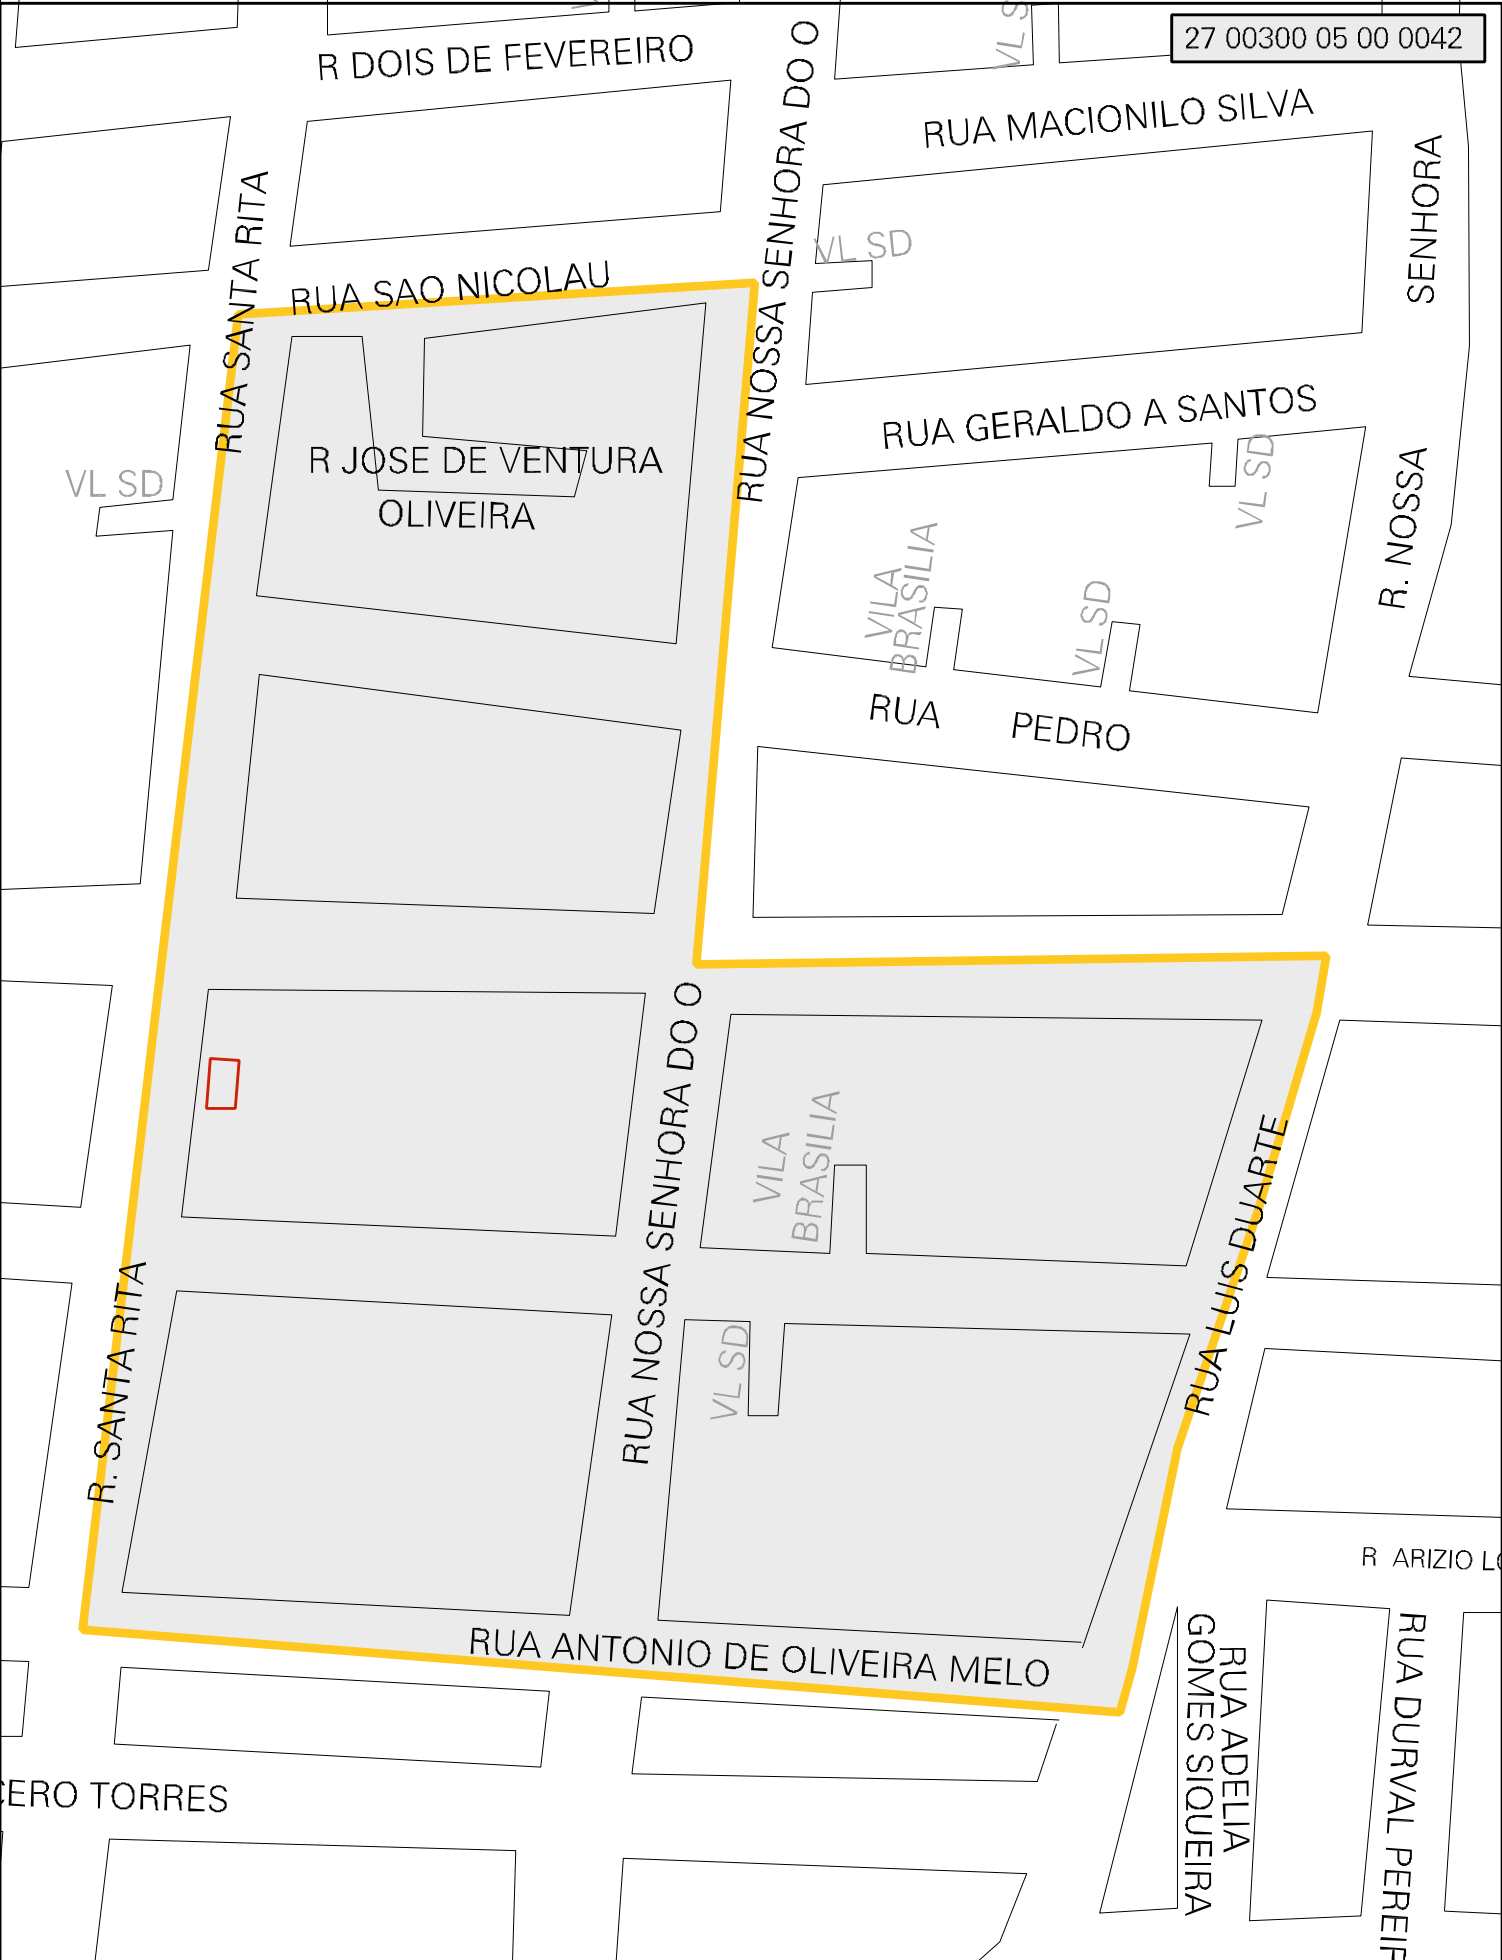 27 00300 05 00 0042
R DOIS DE FEVEREIRO
VL S
RUA MACIONILO SILVA
SENHORA
RUA SANTA RITA
RUA NOSSA SENHORA DO O
VL SD
RUA SAO NICOLAU
RUA GERALDO A SANTOS
VL SD
VL SD
R. NOSSA
R JOSE DE VENTURA
OLIVEIRA
VILA
BRASILIA
VL SD
RUA PEDRO
RUA NOSSA SENHORA DO O
VILA
BRASILIA
RUA LUIS DUARTE
R. SANTA RITA
VL SD
R ARIZIO
RUA ANTONIO DE OLIVEIRA MELO
RUA ADELIA
GOMES SIQUEIRA
RUA DURVAL PEREIR
CERO TORRES